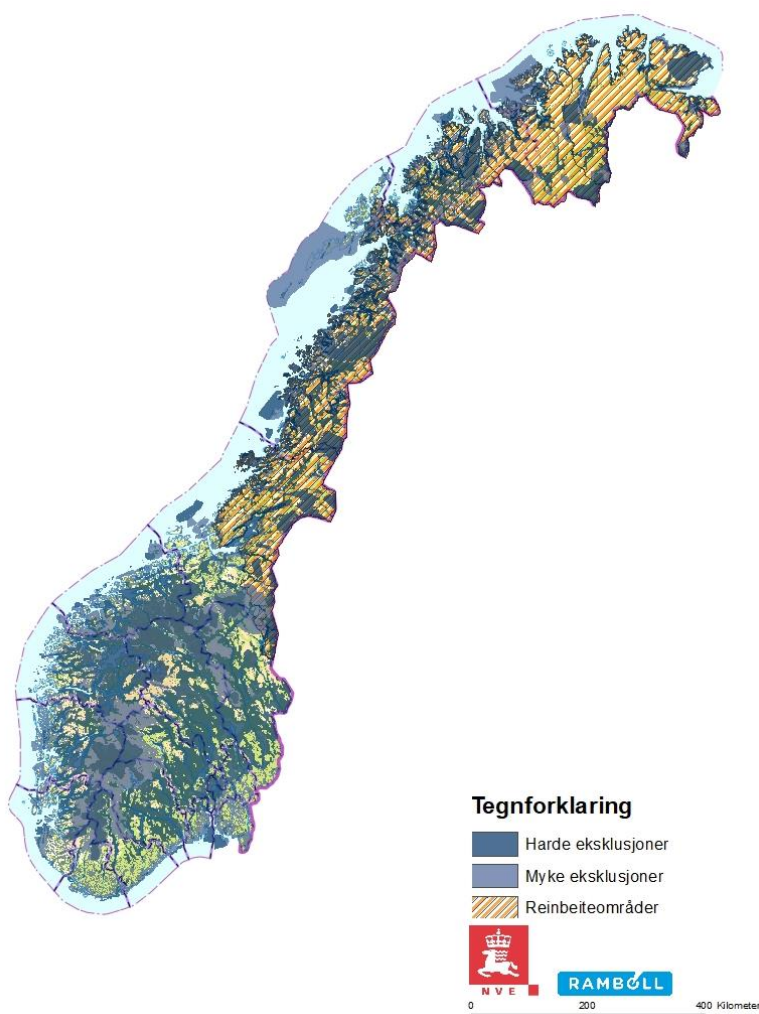 Tegnforklaring
Harde eksklusjoner
Myke eksklusjoner
Reinbeiteområder
NVE
RAMBOLL
0 200 400 Kilometer